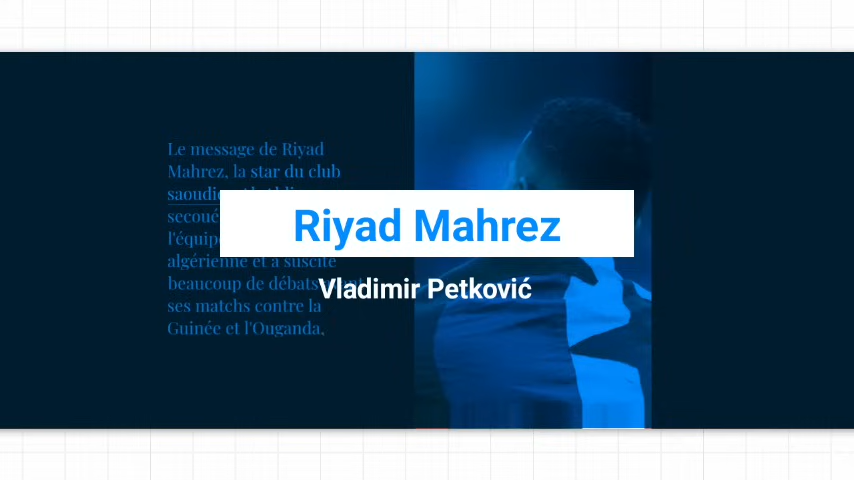 Le message de Riyad
Mahrez, la star du club
saoudi
secoué
l'équip
algérienne et a suscité
beaucoup de débats
ses matchs contre la
Guinée et l'Ouganda,
Riyad Mahrez
Vladimir Petković